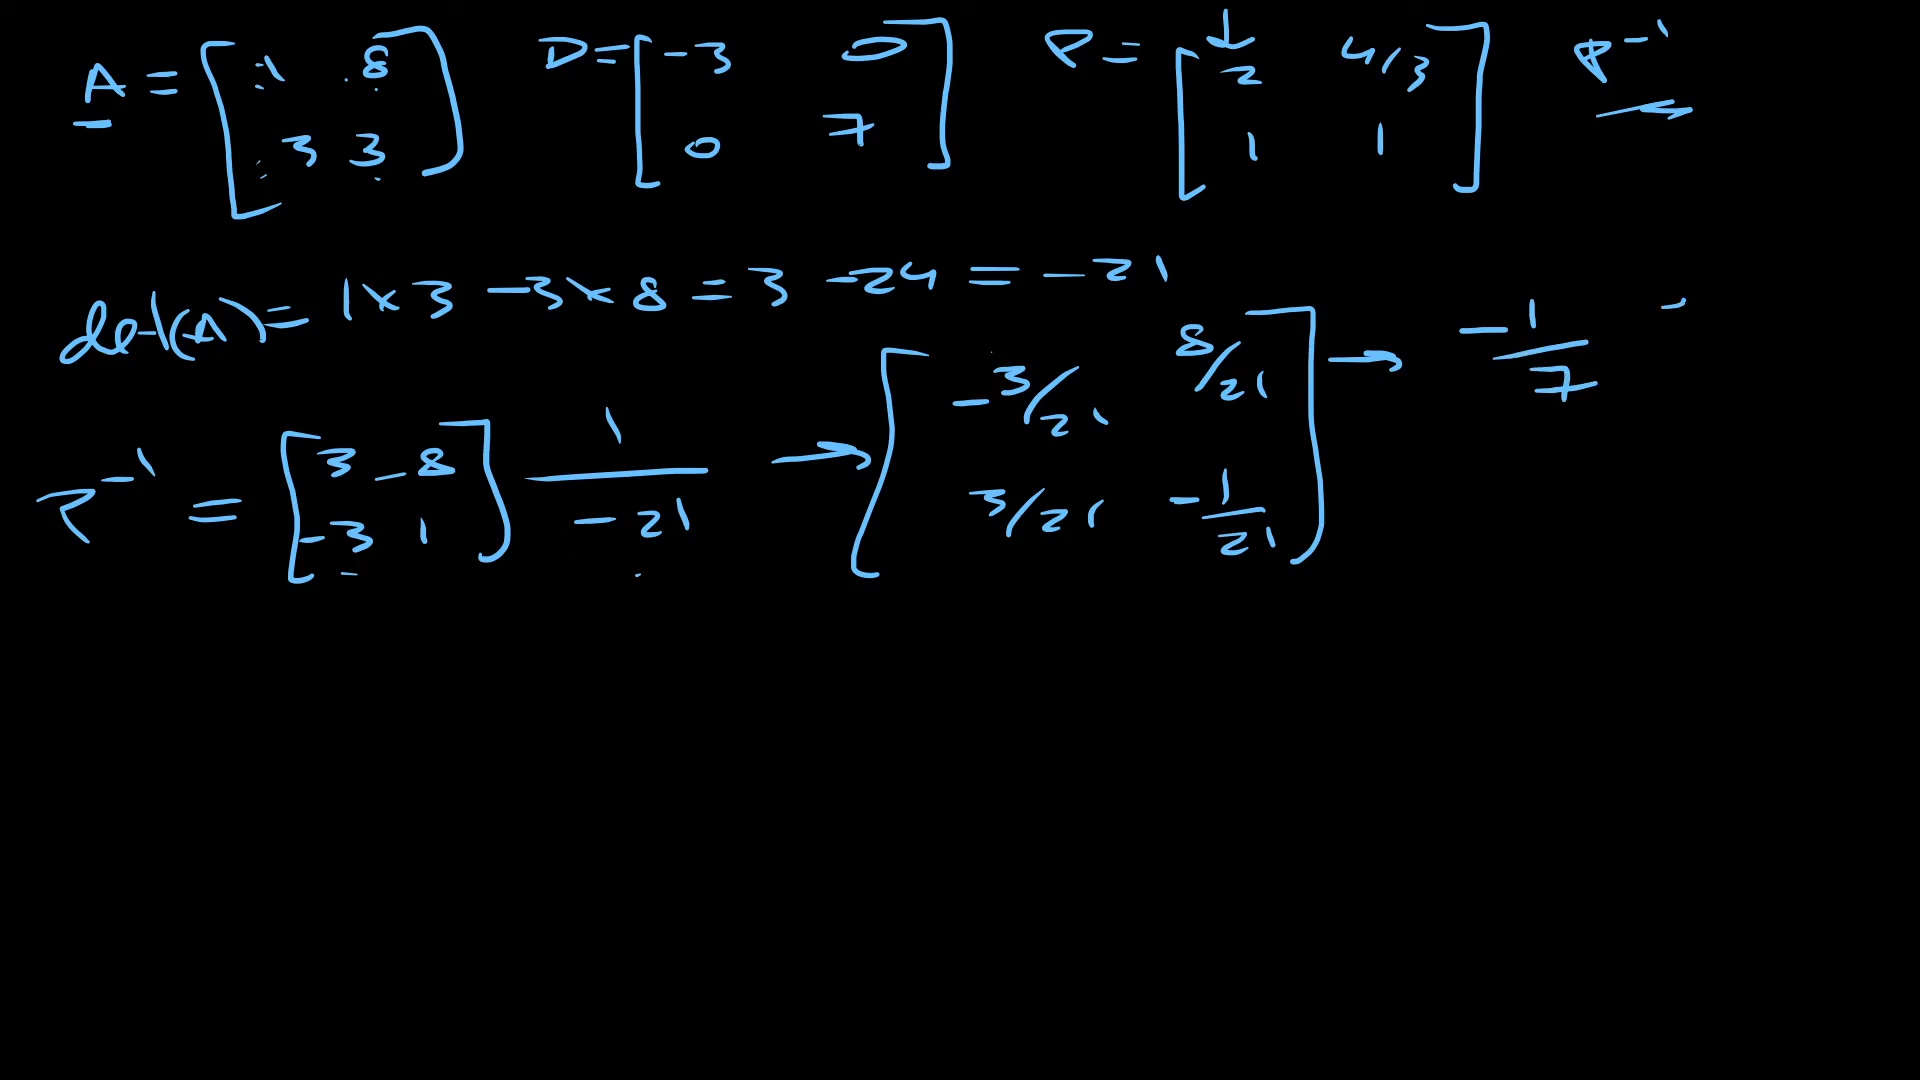 A = [1 8 3 3] D = [-3 0 0 7] P = [1/2 4/3 1 1] P⁻¹
det(A) = 1×3 -3×8 = 3 -24 = -21
P⁻¹ = [3 -8 -3 1] 1/-21 → [-3/21 8/21 3/21 -1/21] → -1/7